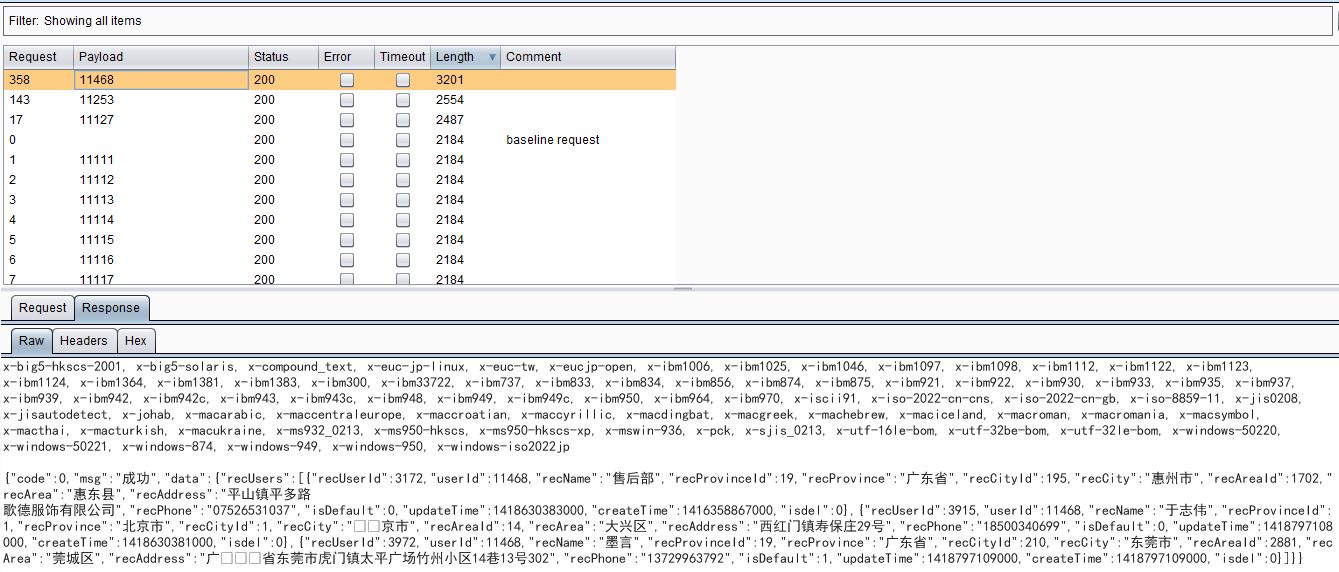 Filter: Showing all items
Request Payload Status Error Timeout Length Comment
358 11468 200 3201
143 11253 200 2554
17 11127 200 2487
0 200 2184 baseline request
1 11111 200 2184
2 11112 200 2184
3 11113 200 2184
4 11114 200 2184
5 11115 200 2184
6 11116 200 2184
7 11117 200 2184
Request Response
Raw Headers Hex
x-big5-hkscs-2001, x-big5-solaris, x-compound_text, x-euc-jp-linux, x-euc-tw, x-eucjp-open, x-ibm1006, x-ibm1025, x-ibm1046, x-ibm1097, x-ibm1098, x-ibm1112, x-ibm1122, x-ibm1123,
x-ibm1124, x-ibm1364, x-ibm1381, x-ibm1383, x-ibm300, x-ibm33722, x-ibm737, x-ibm833, x-ibm834, x-ibm856, x-ibm874, x-ibm875, x-ibm921, x-ibm922, x-ibm930, x-ibm933, x-ibm935, x-ibm937,
x-ibm939, x-ibm942, x-ibm942c, x-ibm943, x-ibm943c, x-ibm948, x-ibm949, x-ibm949c, x-ibm950, x-ibm964, x-ibm970, x-iscii91, x-iso-2022-cn-cns, x-iso-2022-cn-gb, x-iso-8859-11, x-jis0208,
x-jisautodetect, x-johab, x-macarabic, x-maccentraleurope, x-maccroatian, x-maccyrillic, x-macdingbat, x-macgreek, x-machebrew, x-maciceland, x-macroman, x-macromania, x-macsymbol,
x-macthai, x-macturkish, x-macukraine, x-ms932_0213, x-ms950-hkscs, x-ms950-hkscs-xp, x-mswin-936, x-pck, x-sjis_0213, x-utf-16le-bom, x-utf-32be-bom, x-utf-32le-bom, x-windows-50220,
x-windows-50221, x-windows-874, x-windows-949, x-windows-950, x-windows-iso2022jp
{"code":0,"msg":"成功","data":{"recUsers":[{"recUserId":3172,"userId":11468,"recName":"售后部","recProvinceId":19,"recProvince":"广东省","recCityId":195,"recCity":"惠州市","recAreaId":1702,"
recArea":"惠东县","recAddress":"平山镇平多路
歌德服饰有限公司","recPhone":"07526531037","isDefault":0,"updateTime":1418630383000,"createTime":1416358867000,"isdel":0},{"recUserId":3915,"userId":11468,"recName":"于志伟","recProvinceId":
1,"recProvince":"北京市","recCityId":1,"recCity":"□□京市","recAreaId":14,"recArea":"大兴区","recAddress":"西红门镇寿保庄29号","recPhone":"18500340699","isDefault":0,"updateTime":1418797108
000,"createTime":1418630381000,"isdel":0},{"recUserId":3972,"userId":11468,"recName":"墨言","recProvinceId":19,"recProvince":"广东省","recCityId":210,"recCity":"东莞市","recAreaId":2881,"rec
Area":"莞城区","recAddress":"广□□□省东莞市虎门镇太平广场竹州小区14巷13号302","recPhone":"13729963792","isDefault":1,"updateTime":1418797109000,"createTime":1418797109000,"isdel":0}]}}